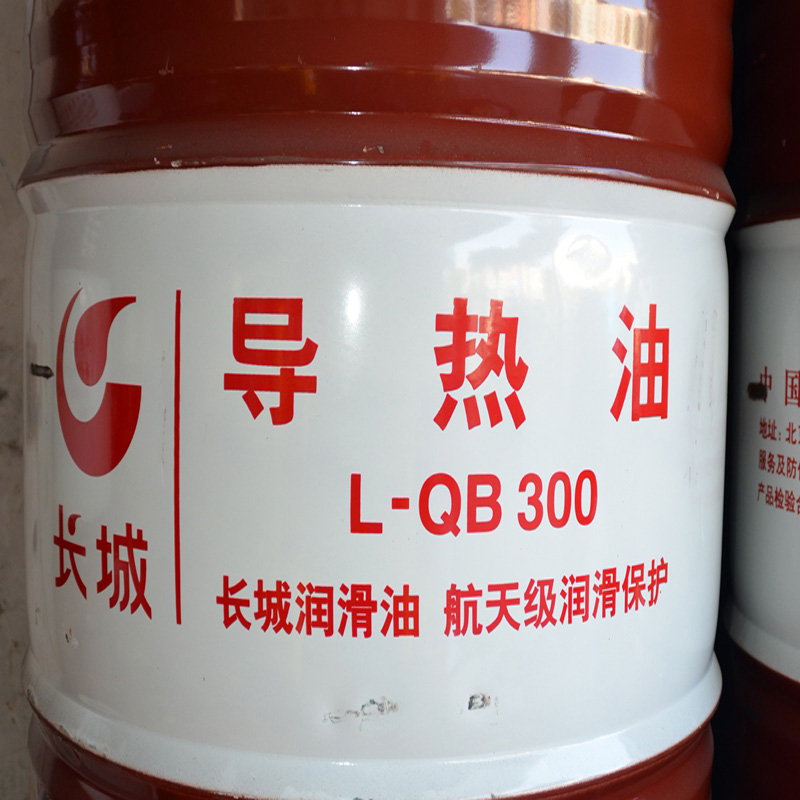 导热油
L-QB 300
长城
长城润滑油 航天级润滑保护
中国
地址：北
服务及防
产品检验